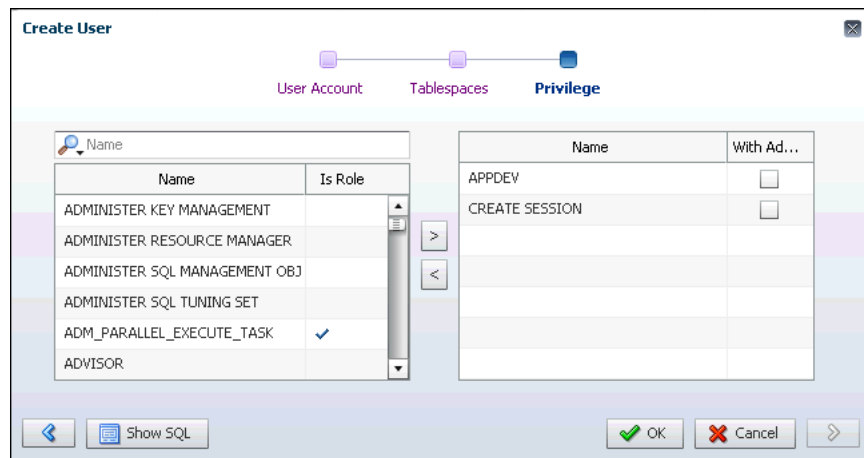 Create User
User Account
Tablespaces
Privilege
Name
Name Is Role
ADMINISTER KEY MANAGEMENT
ADMINISTER RESOURCE MANAGER
ADMINISTER SQL MANAGEMENT OBJ
ADMINISTER SQL TUNING SET
ADM_PARALLEL_EXECUTE_TASK
ADVISOR
>
<
Name With Ad...
APPDEV
CREATE SESSION
Show SQL
OK
Cancel